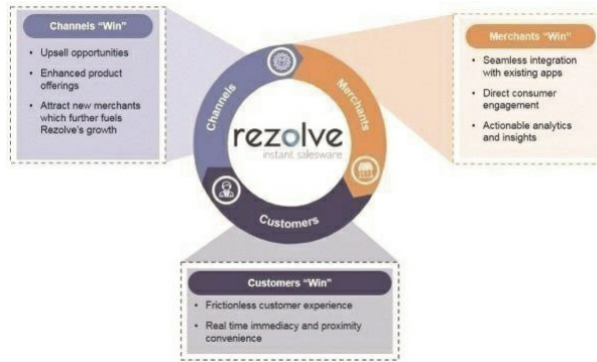 Channels "Win"
• Upsell opportunities
• Enhanced product
offerings
• Attract new merchants
which further fuels
Rezolve's growth
Merchants "Win"
• Seamless integration
with existing apps
• Direct consumer
engagement
• Actionable analytics
and insights
Channels
Merchants
rezolve
instant salesware
Customers
Customers "Win"
• Frictionless customer experience
• Real time immediacy and proximity
convenience